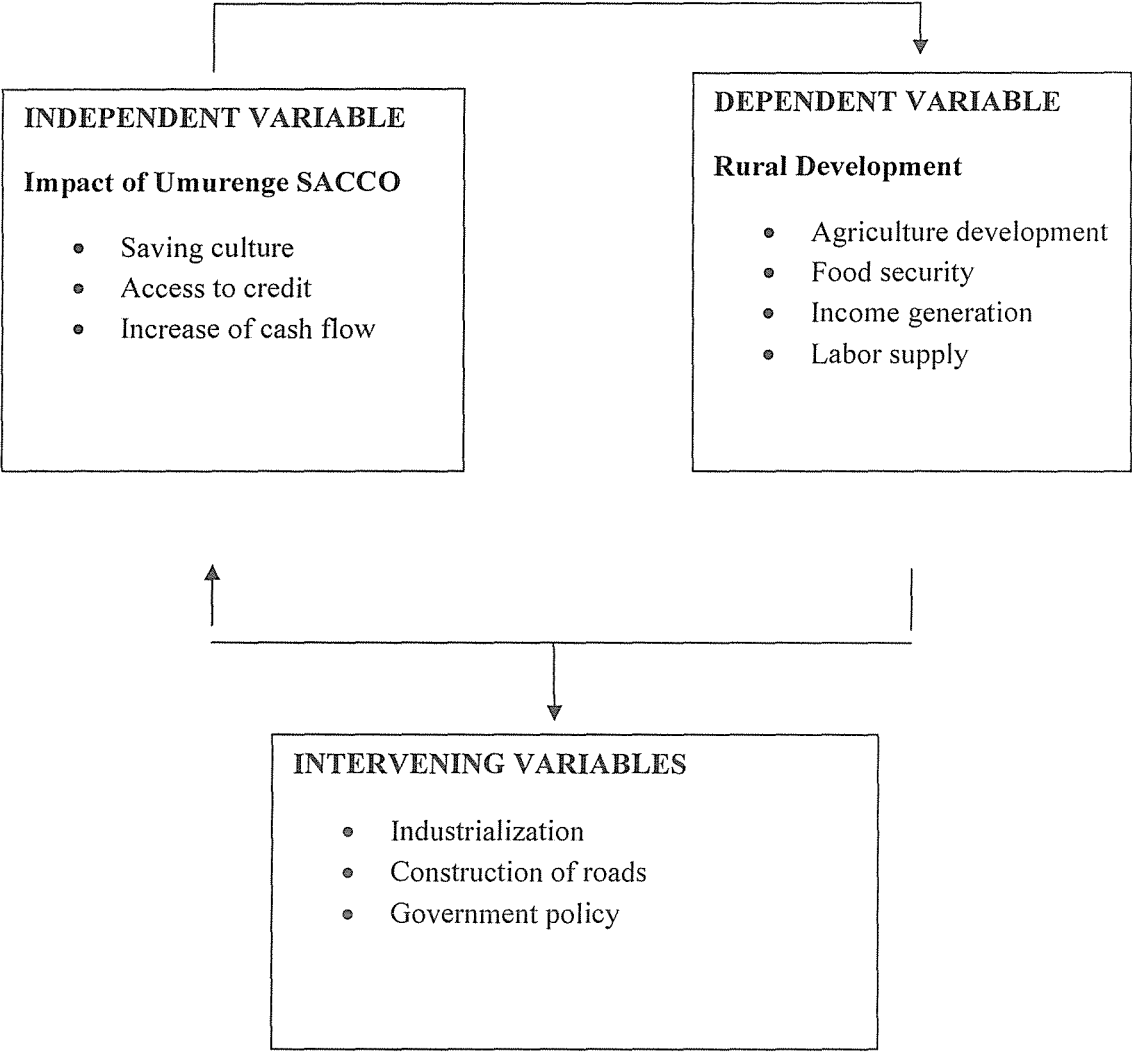 INDEPENDENT VARIABLE
Impact of Umurenge SACCO
• Saving culture
• Access to credit
• Increase of cash flow
DEPENDENT VARIABLE
Rural Development
• Agriculture development
• Food security
• Income generation
• Labor supply
INTERVENING VARIABLES
• Industrialization
• Construction of roads
• Government policy